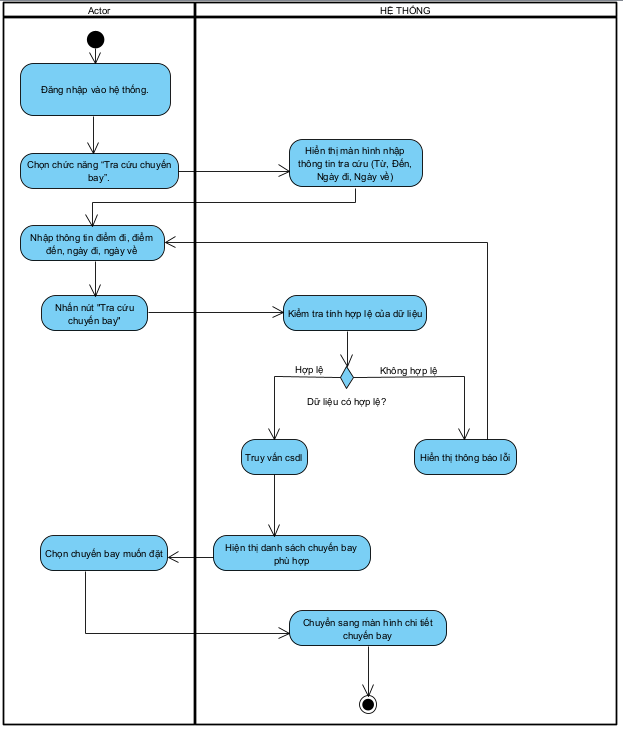 Actor
HỆ THỐNG
Đăng nhập vào hệ thống.
Chọn chức năng “Tra cứu chuyến
bay”.
Hiển thị màn hình nhập
thông tin tra cứu (Từ, Đến,
Ngày đi, Ngày về)
Nhập thông tin điểm đi, điểm
đến, ngày đi, ngày về
Nhấn nút "Tra cứu
chuyến bay"
Kiểm tra tính hợp lệ của dữ liệu
Hợp lệ
Không hợp lệ
Dữ liệu có hợp lệ?
Truy vấn csdl
Hiển thị thông báo lỗi
Chọn chuyến bay muốn đặt
Hiện thị danh sách chuyến bay
phù hợp
Chuyển sang màn hình chi tiết
chuyến bay